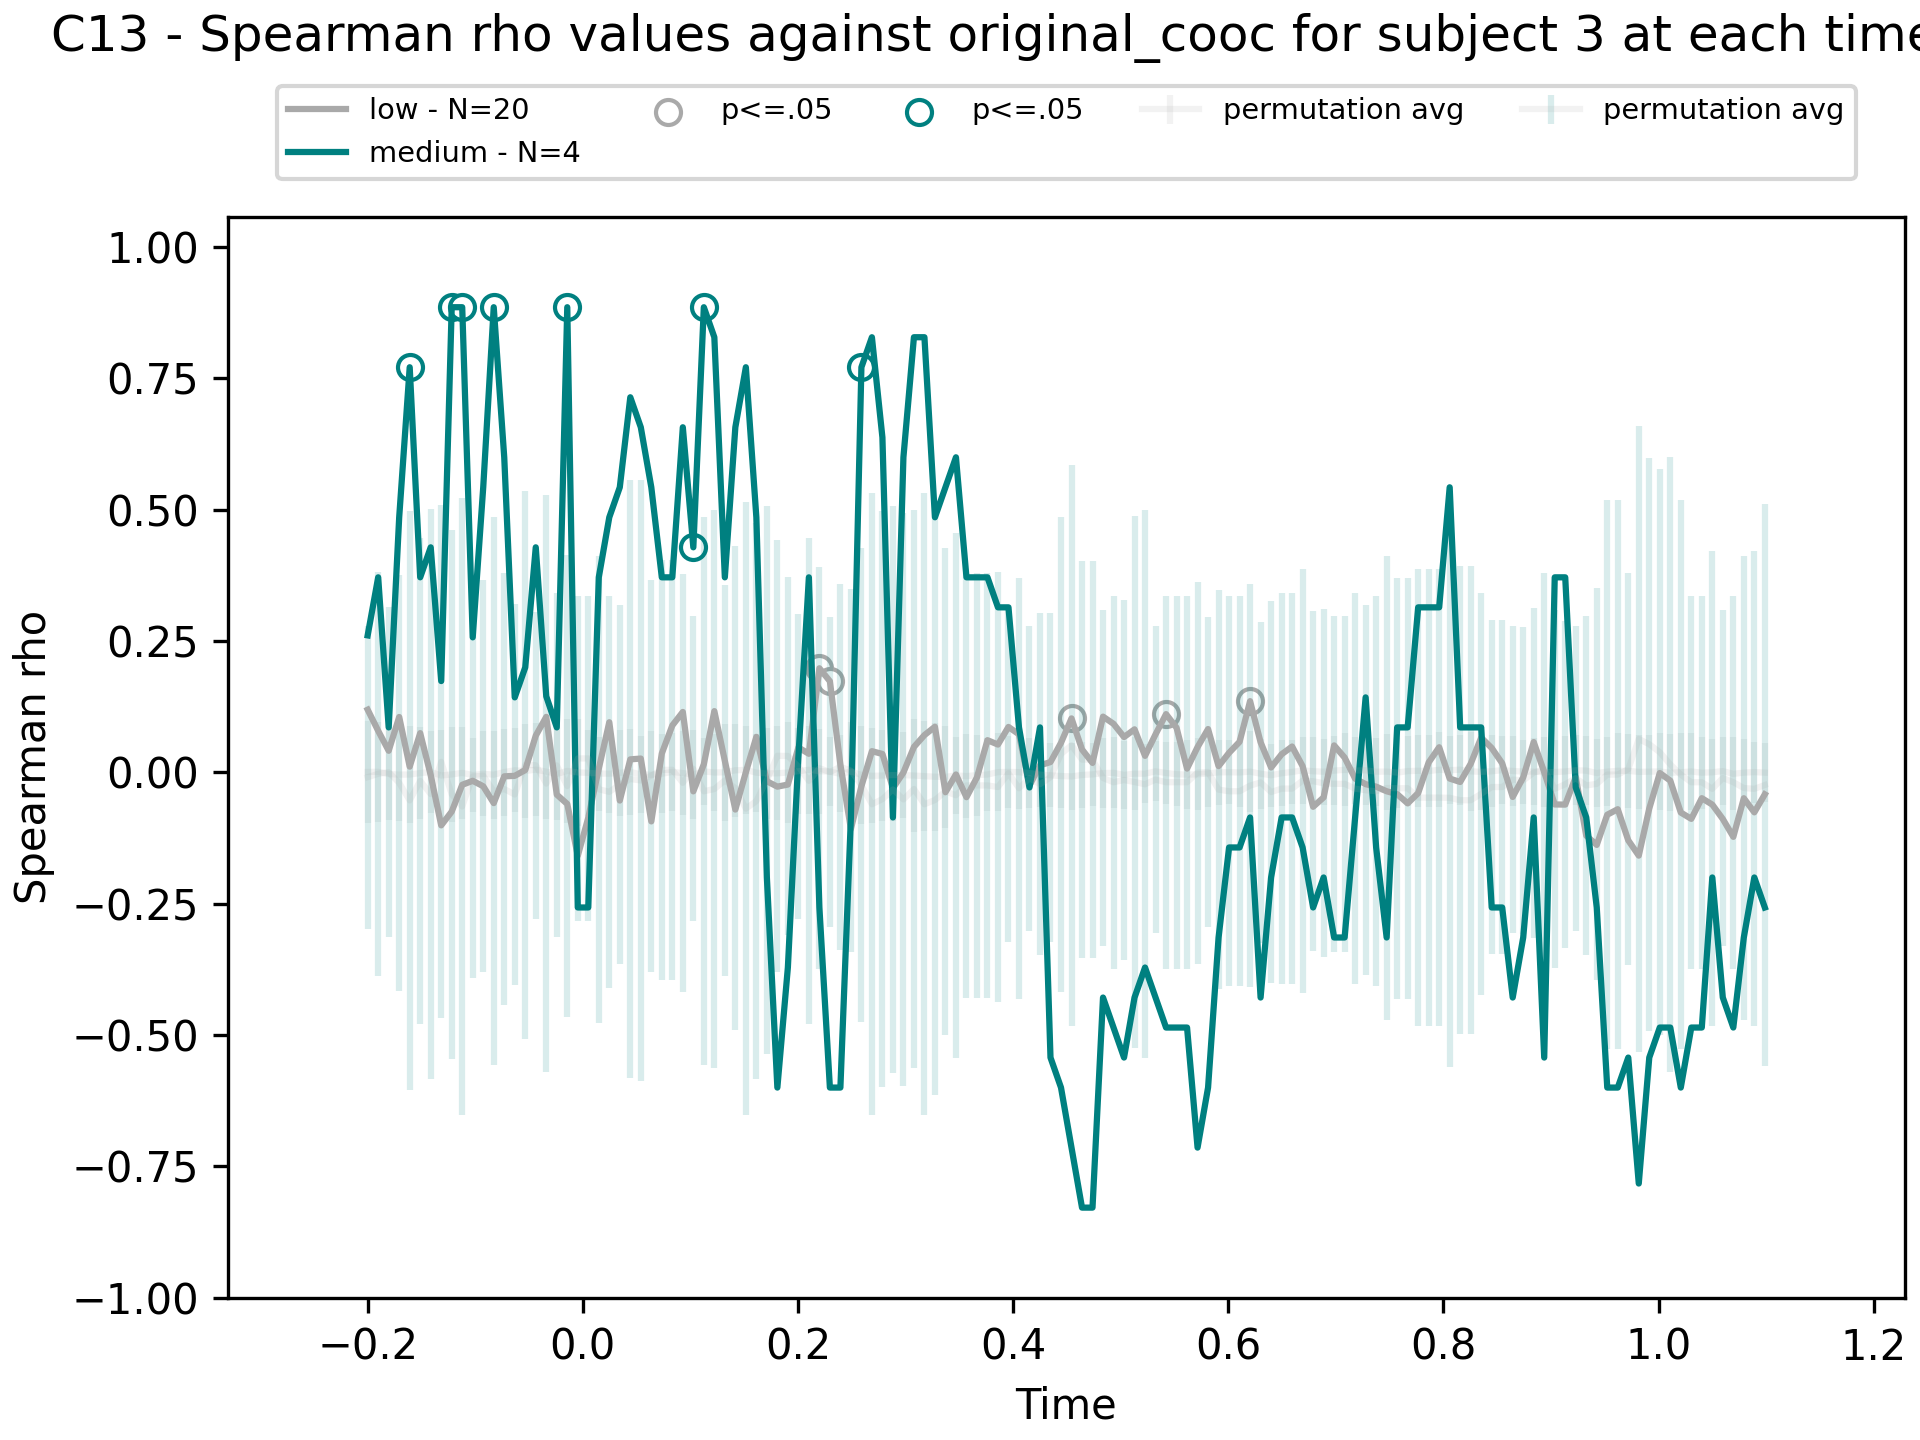 C13 - Spearman rho values against original_cooc for subject 3 at each time
low - N=20 p<=.05 p<=.05 permutation avg permutation avg
medium - N=4
1.00
0.75
0.50
0.25
0.00
−0.25
−0.50
−0.75
−1.00
Spearman rho
−0.2 0.0 0.2 0.4 0.6 0.8 1.0 1.2
Time